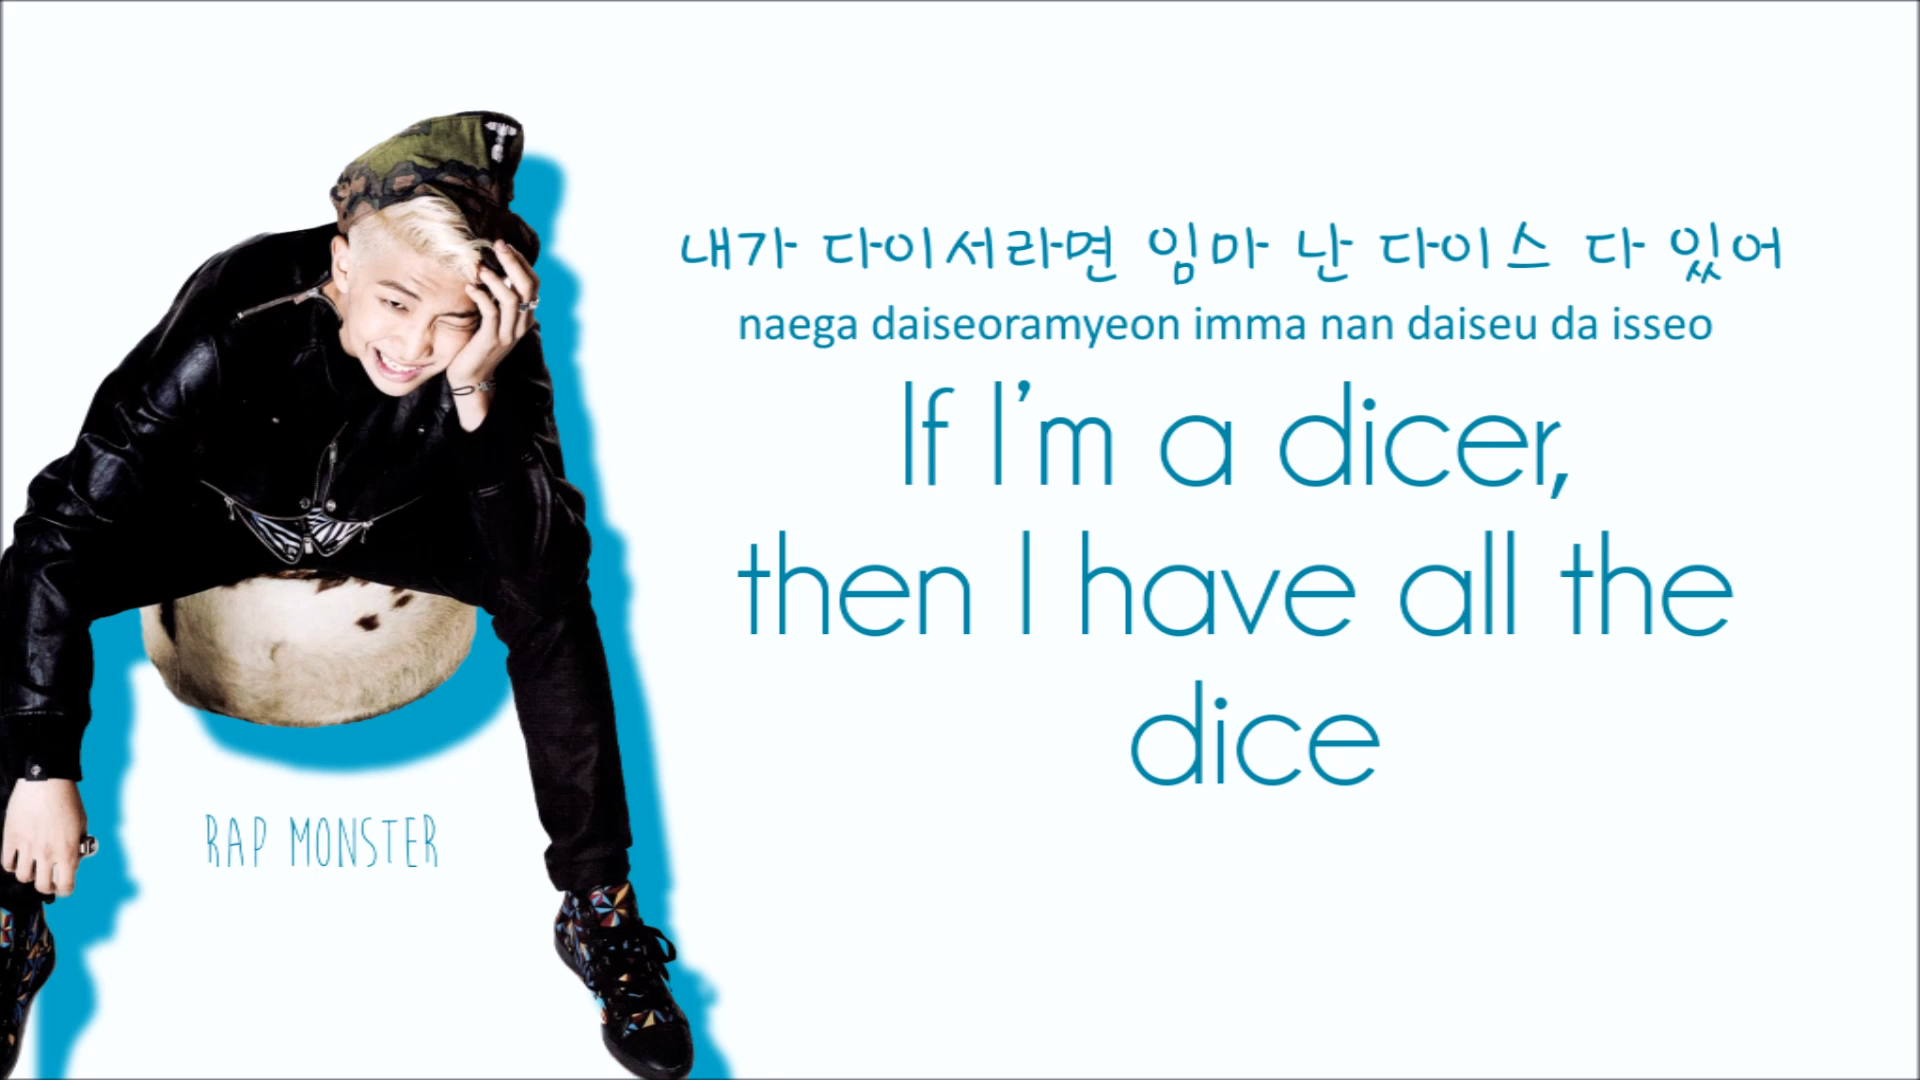 내가 다이서라면 임마 난 다이스 다 있어
naega daiseoramyeon imma nan daiseu da isseo
If I'm a dicer,
then I have all the
dice
RAP MONSTER